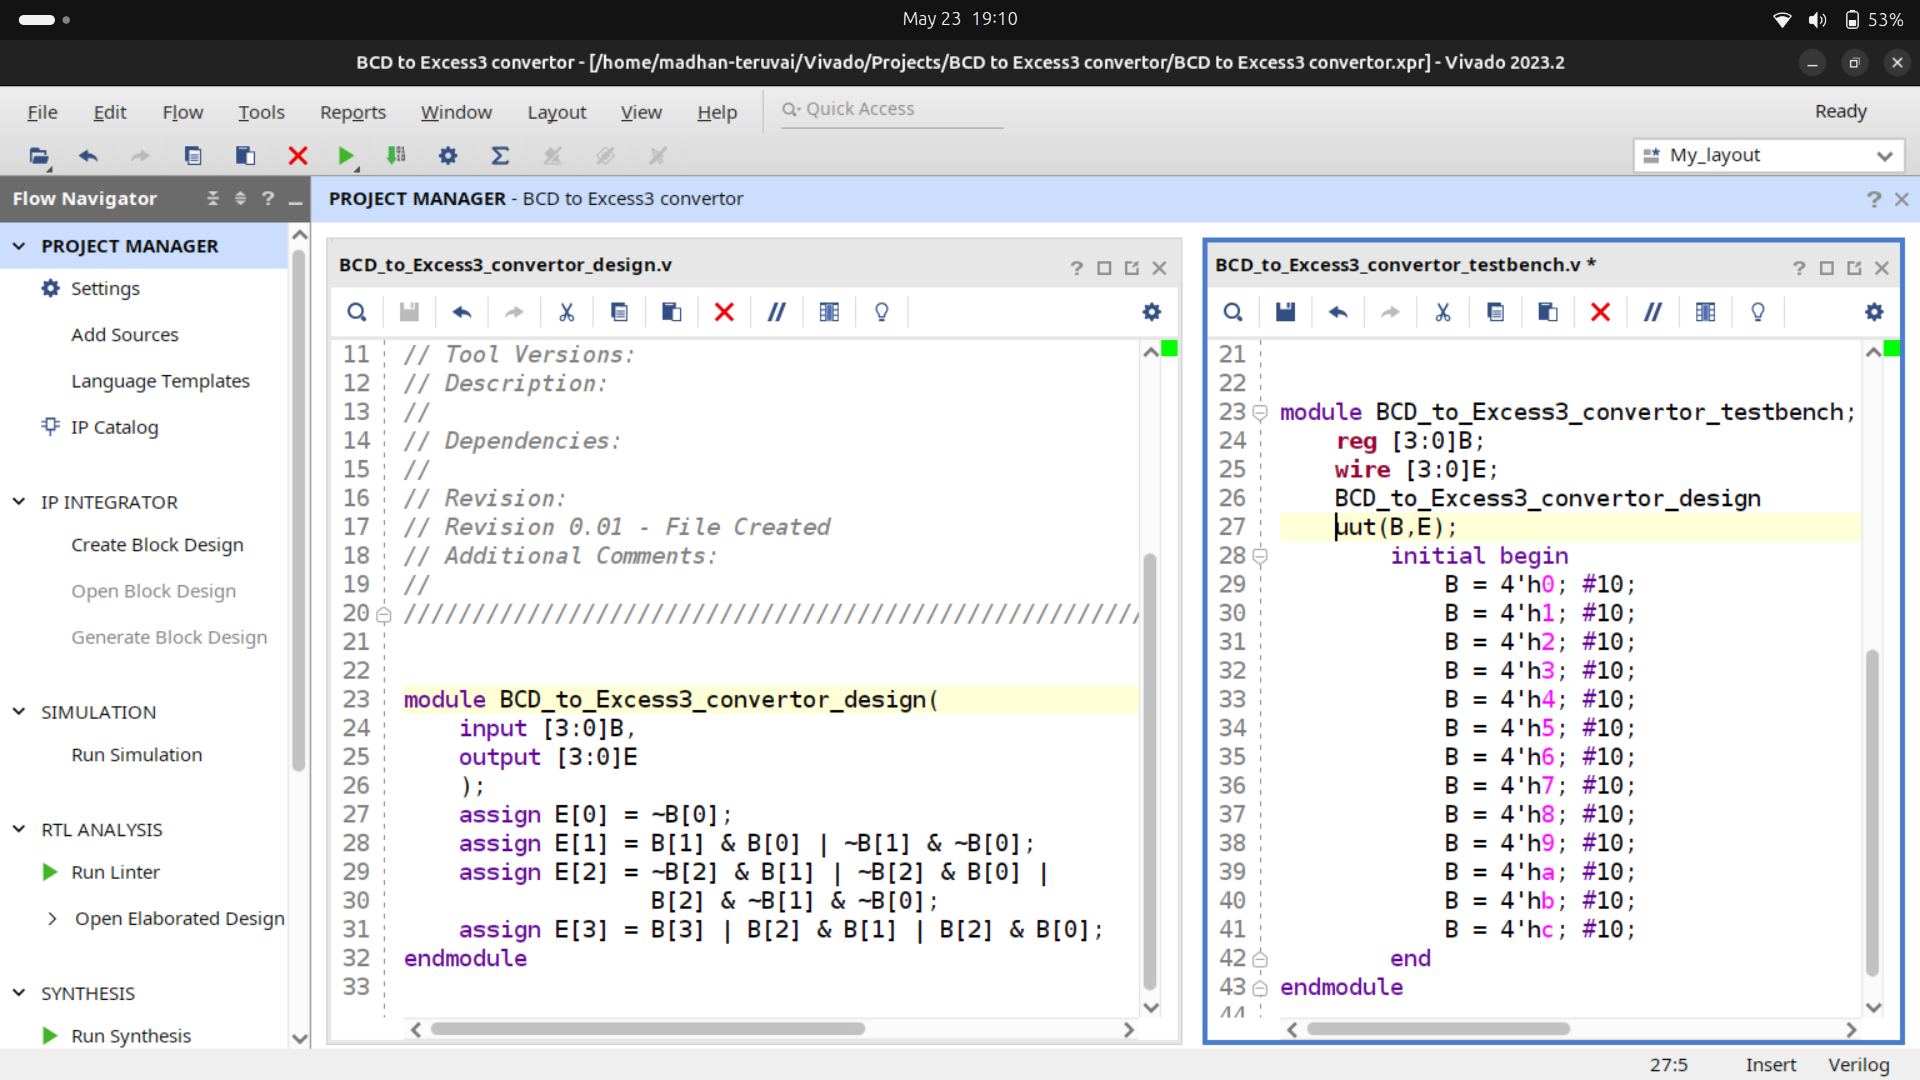 May 23 19:10
53%
BCD to Excess3 convertor - [/home/madhan-teruvai/Vivado/Projects/BCD to Excess3 convertor/BCD to Excess3 convertor.xpr] - Vivado 2023.2
File Edit Flow Tools Reports Window Layout View Help
Quick Access
Ready
My_layout
Flow Navigator
PROJECT MANAGER - BCD to Excess3 convertor
PROJECT MANAGER
Settings
Add Sources
Language Templates
IP Catalog
IP INTEGRATOR
Create Block Design
Open Block Design
Generate Block Design
SIMULATION
Run Simulation
RTL ANALYSIS
Run Linter
Open Elaborated Design
SYNTHESIS
Run Synthesis
BCD_to_Excess3_convertor_design.v
11 // Tool Versions:
12 // Description:
13 //
14 // Dependencies:
15 //
16 // Revision:
17 // Revision 0.01 - File Created
18 // Additional Comments:
19 //
20 //////////////////////////////////////////////////////
21
22
23 module BCD_to_Excess3_convertor_design(
24 input [3:0]B,
25 output [3:0]E
26 );
27 assign E[0] = ~B[0];
28 assign E[1] = B[1] & B[0] | ~B[1] & ~B[0];
29 assign E[2] = ~B[2] & B[1] | ~B[2] & B[0] |
30 B[2] & ~B[1] & ~B[0];
31 assign E[3] = B[3] | B[2] & B[1] | B[2] & B[0];
32 endmodule
33
BCD_to_Excess3_convertor_testbench.v *
21
22
23 module BCD_to_Excess3_convertor_testbench;
24 reg [3:0]B;
25 wire [3:0]E;
26 BCD_to_Excess3_convertor_design
27 uut(B,E);
28 initial begin
29 B = 4'h0; #10;
30 B = 4'h1; #10;
31 B = 4'h2; #10;
32 B = 4'h3; #10;
33 B = 4'h4; #10;
34 B = 4'h5; #10;
35 B = 4'h6; #10;
36 B = 4'h7; #10;
37 B = 4'h8; #10;
38 B = 4'h9; #10;
39 B = 4'ha; #10;
40 B = 4'hb; #10;
41 B = 4'hc; #10;
42 end
43 endmodule
44
27:5 Insert Verilog